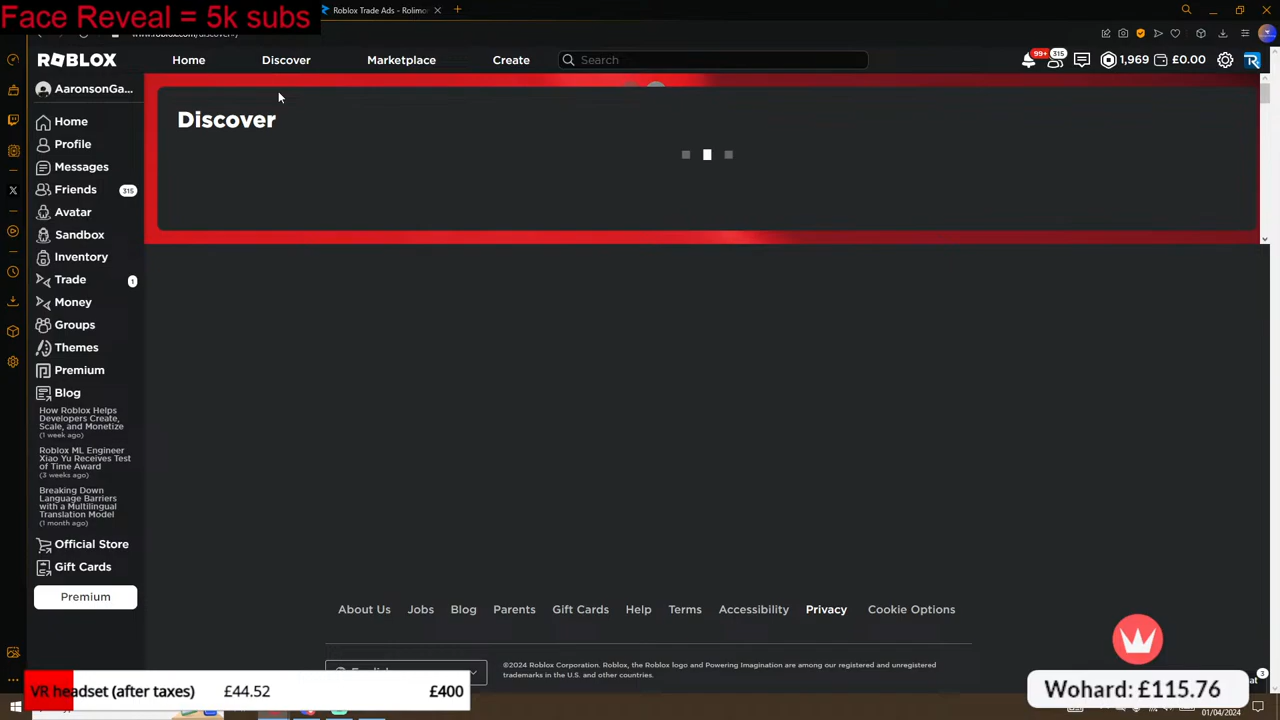 Face Reveal = 5k subs
Roblox Trade Ads - Rolimo
www.roblox.com/discover
ROBLOX
Home
Discover
Marketplace
Create
Search
99+
315
1,969
£0.00
AaronsonGa...
Home
Profile
Messages
Friends
315
Avatar
Sandbox
Inventory
Trade
1
Money
Groups
Themes
Premium
Blog
How Roblox Helps
Developers Create,
Scale, and Monetize
(1 week ago)
Roblox ML Engineer
Xiao Yu Receives Test
of Time Award
(3 weeks ago)
Breaking Down
Language Barriers
with a Multilingual
Translation Model
(1 month ago)
Official Store
Gift Cards
Premium
Discover
About Us
Jobs
Blog
Parents
Gift Cards
Help
Terms
Accessibility
Privacy
Cookie Options
©2024 Roblox Corporation. Roblox, the Roblox logo and Powering Imagination are among our registered and unregistered
trademarks in the U.S. and other countries.
VR headset (after taxes)
£44.52
£400
Wohard: £115.76
3
01/04/2024